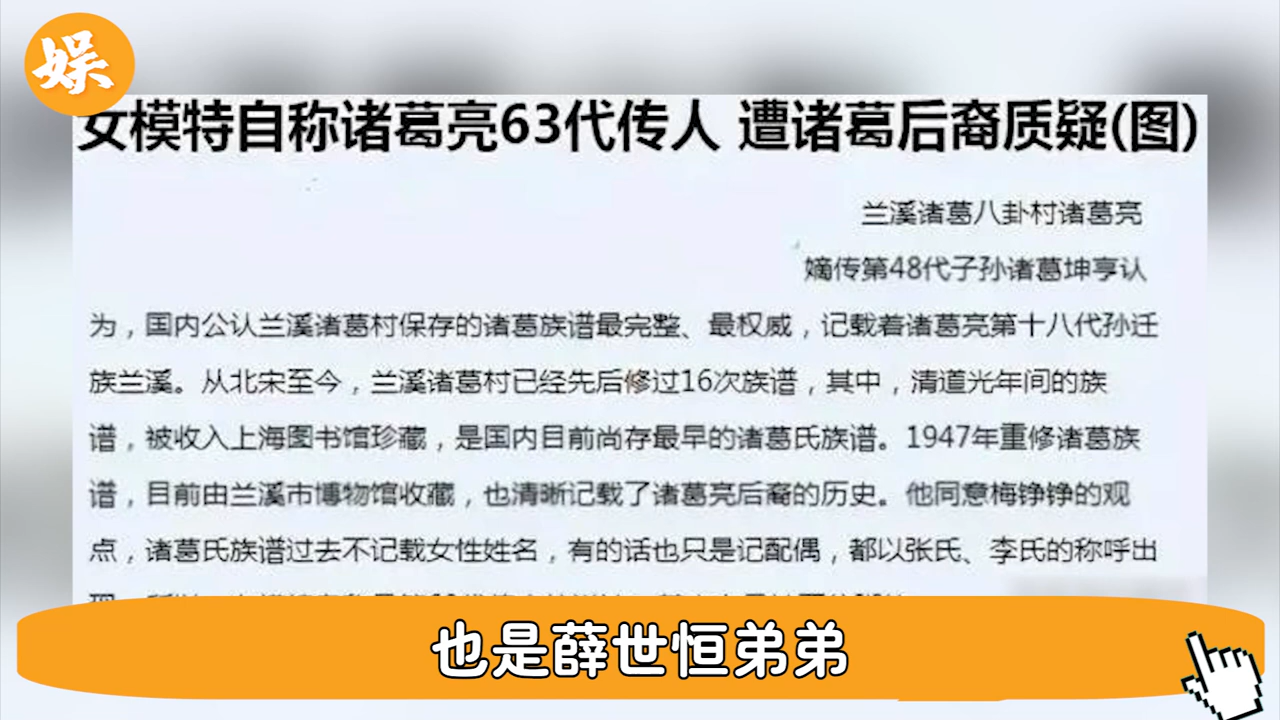 娱
女模特自称诸葛亮63代传人 遭诸葛后裔质疑(图)
兰溪诸葛八卦村诸葛亮
嫡传第48代子孙诸葛坤亨认
为，国内公认兰溪诸葛村保存的诸葛族谱最完整、最权威，记载着诸葛亮第十八代孙迁
族兰溪。从北宋至今，兰溪诸葛村已经先后修过16次族谱，其中，清道光年间的族
谱，被收入上海图书馆珍藏，是国内目前尚存最早的诸葛氏族谱。1947年重修诸葛族
谱，目前由兰溪市博物馆收藏，也清晰记载了诸葛亮后裔的历史。他同意梅铮铮的观
点，诸葛氏族谱过去不记载女性姓名，有的话也只是记配偶，都以张氏、李氏的称呼出
也是薛世恒弟弟